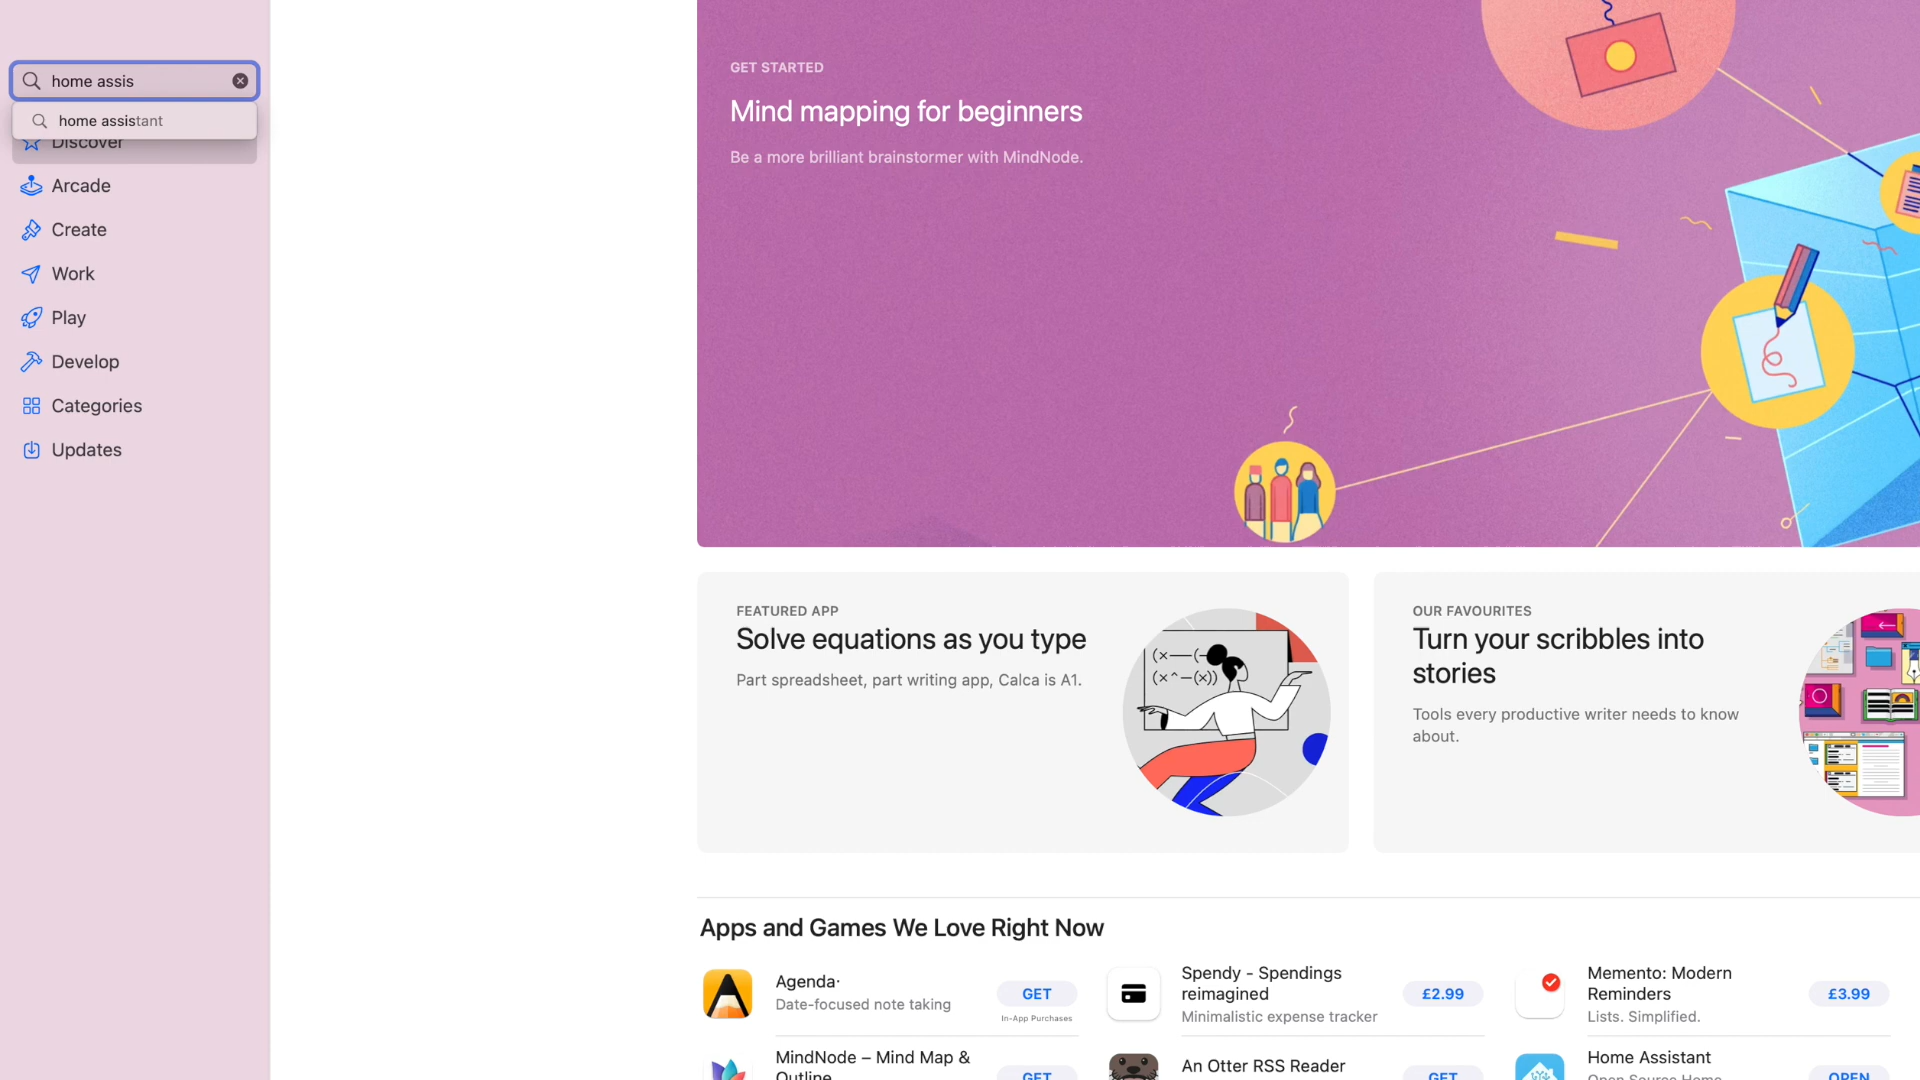 home assis
home assistant
Discover
Arcade
Create
Work
Play
Develop
Categories
Updates
GET STARTED
Mind mapping for beginners
Be a more brilliant brainstormer with MindNode.
FEATURED APP
Solve equations as you type
Part spreadsheet, part writing app, Calca is A1.
OUR FAVOURITES
Turn your scribbles into
stories
Tools every productive writer needs to know
about.
Apps and Games We Love Right Now
Agenda·
Date-focused note taking
GET
In-App Purchases
Spendy - Spendings
reimagined
Minimalistic expense tracker
£2.99
Memento: Modern
Reminders
Lists. Simplified.
£3.99
MindNode – Mind Map &
Outline
GET
An Otter RSS Reader
GET
Home Assistant
Open Source Home
OPEN